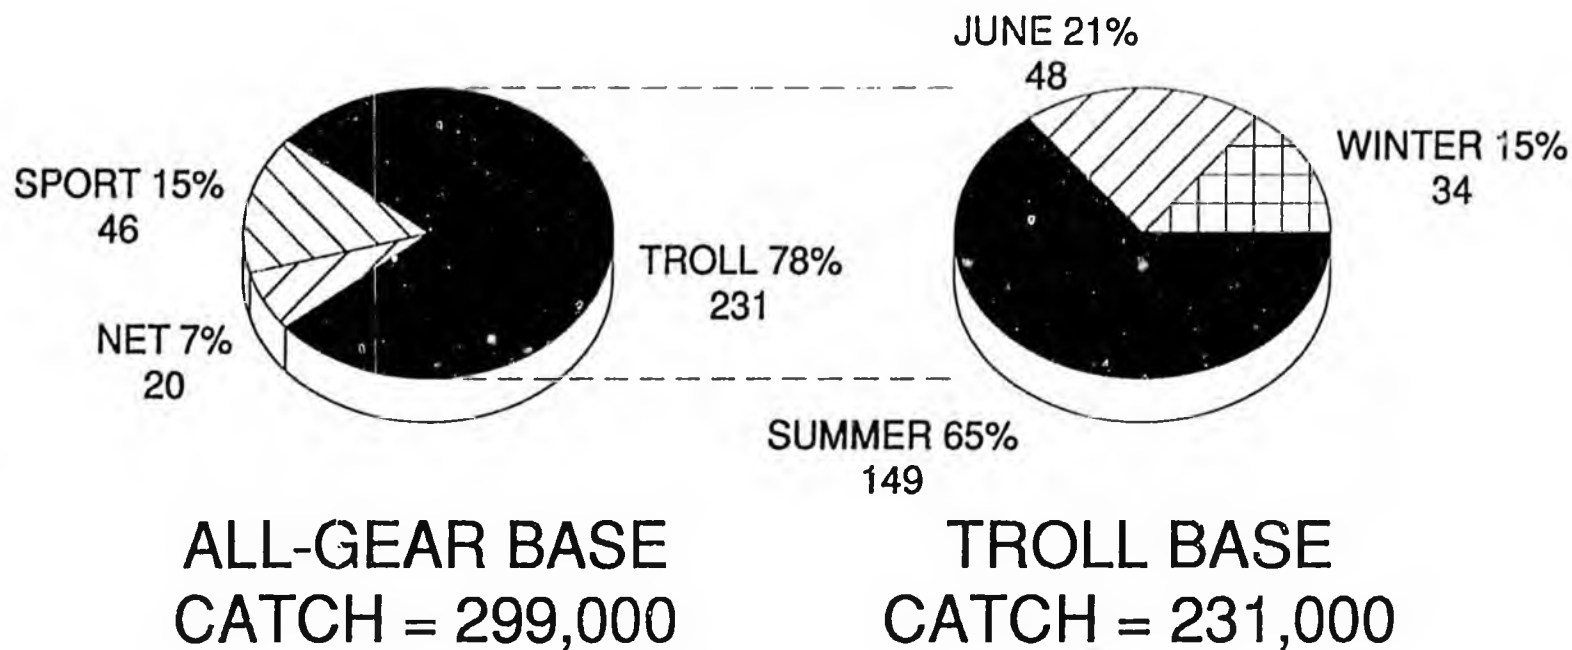 JUNE 21%
48
SPORT 15%
46
WINTER 15%
34
TROLL 78%
231
NET 7%
20
SUMMER 65%
149
ALL-GEAR BASE
CATCH = 299,000
TROLL BASE
CATCH = 231,000